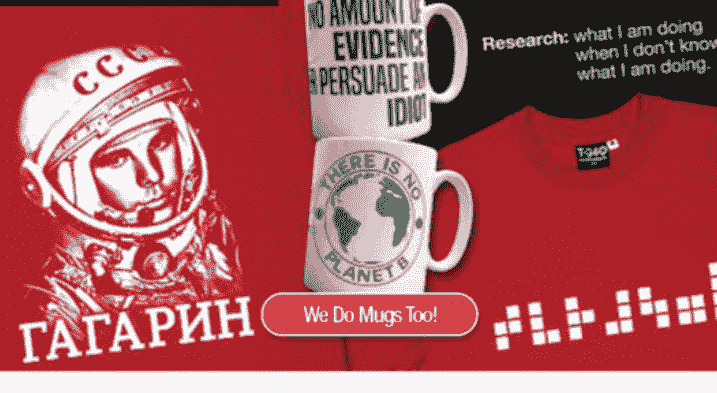 СССР
ГАГАРИН
NO AMOUNT OF
EVIDENCE
PERSUADE AN
IDIOT
THERE IS NO
PLANET B
We Do Mugs Too!
Research: what I am doing
when I don't know
what I am doing.